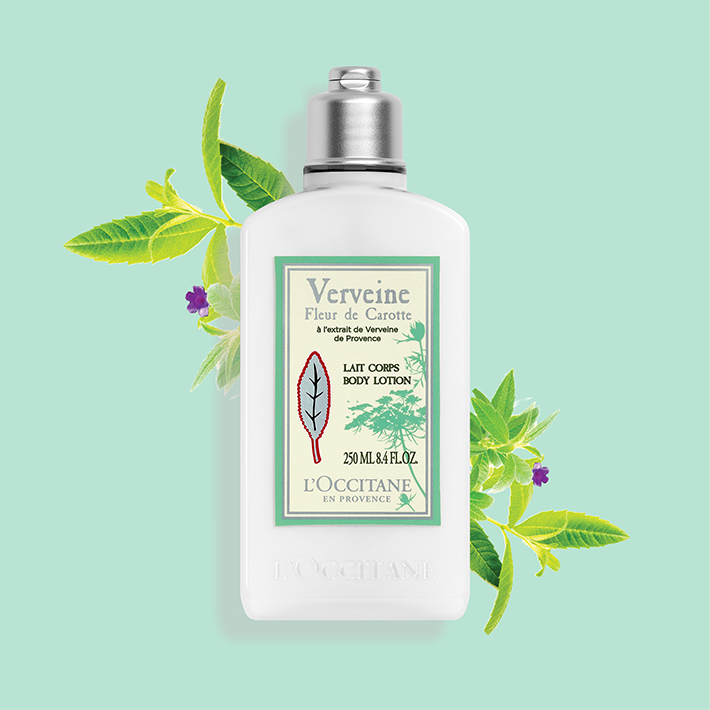 Verveine
Fleur de Carotte
à l'extrait de Verveine
de Provence
LAIT CORPS
BODY LOTION
250 ML 8.4 FL.OZ.
L'OCCITANE
EN PROVENCE
L'OCCITANE